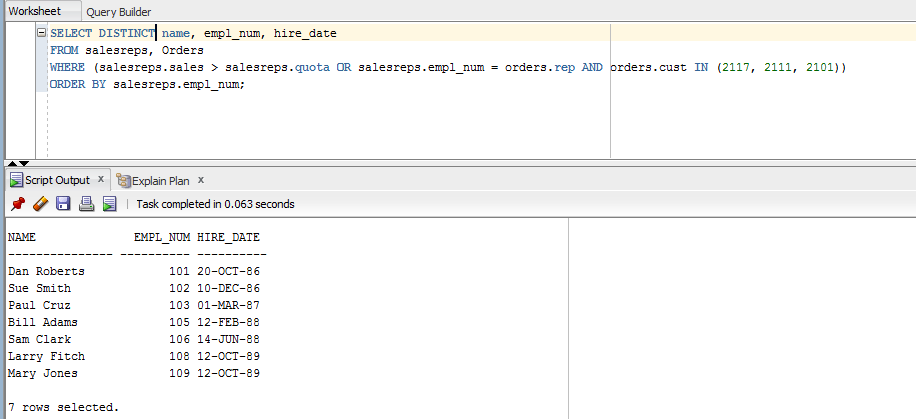 Worksheet Query Builder
SELECT DISTINCT name, empl_num, hire_date
FROM salesreps, Orders
WHERE (salesreps.sales > salesreps.quota OR salesreps.empl_num = orders.rep AND orders.cust IN (2117, 2111, 2101))
ORDER BY salesreps.empl_num;
Script Output x Explain Plan x
Task completed in 0.063 seconds
NAME EMPL_NUM HIRE_DATE
--------------- ---------- ----------
Dan Roberts 101 20-OCT-86
Sue Smith 102 10-DEC-86
Paul Cruz 103 01-MAR-87
Bill Adams 105 12-FEB-88
Sam Clark 106 14-JUN-88
Larry Fitch 108 12-OCT-89
Mary Jones 109 12-OCT-89
7 rows selected.